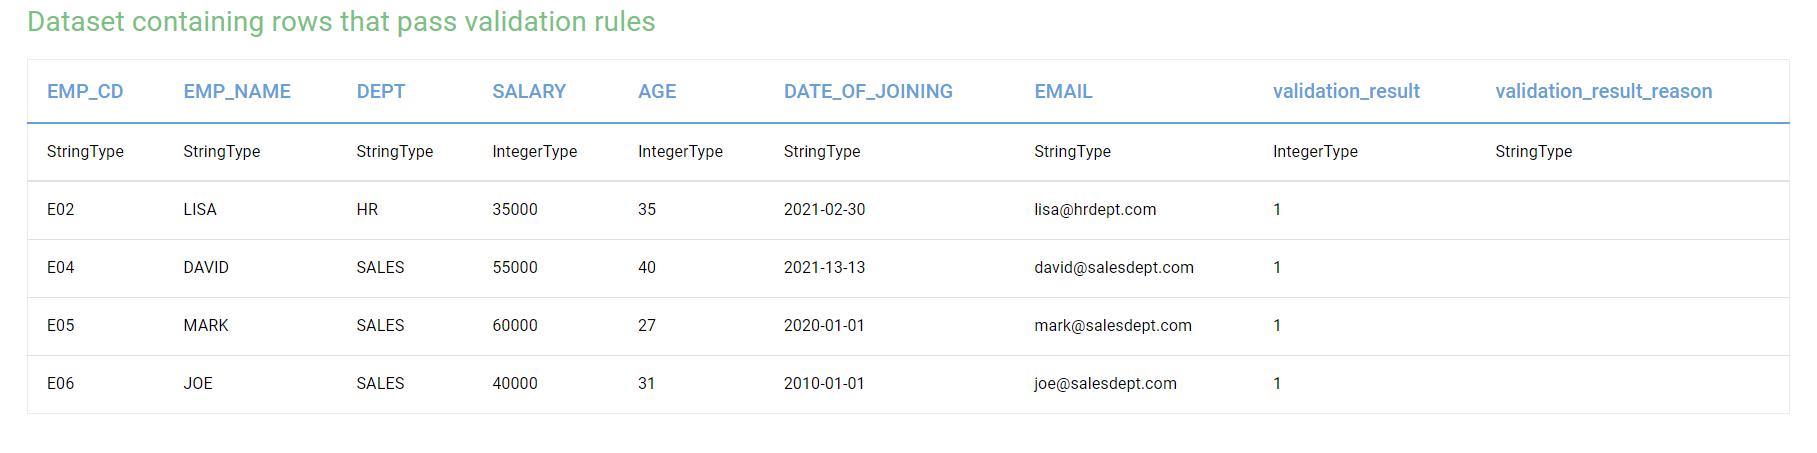 Dataset containing rows that pass validation rules
EMP_CD EMP_NAME DEPT SALARY AGE DATE_OF_JOINING EMAIL validation_result validation_result_reason
StringType StringType StringType IntegerType IntegerType StringType StringType IntegerType StringType
E02 LISA HR 35000 35 2021-02-30 lisa@hrdept.com 1
E04 DAVID SALES 55000 40 2021-13-13 david@salesdept.com 1
E05 MARK SALES 60000 27 2020-01-01 mark@salesdept.com 1
E06 JOE SALES 40000 31 2010-01-01 joe@salesdept.com 1